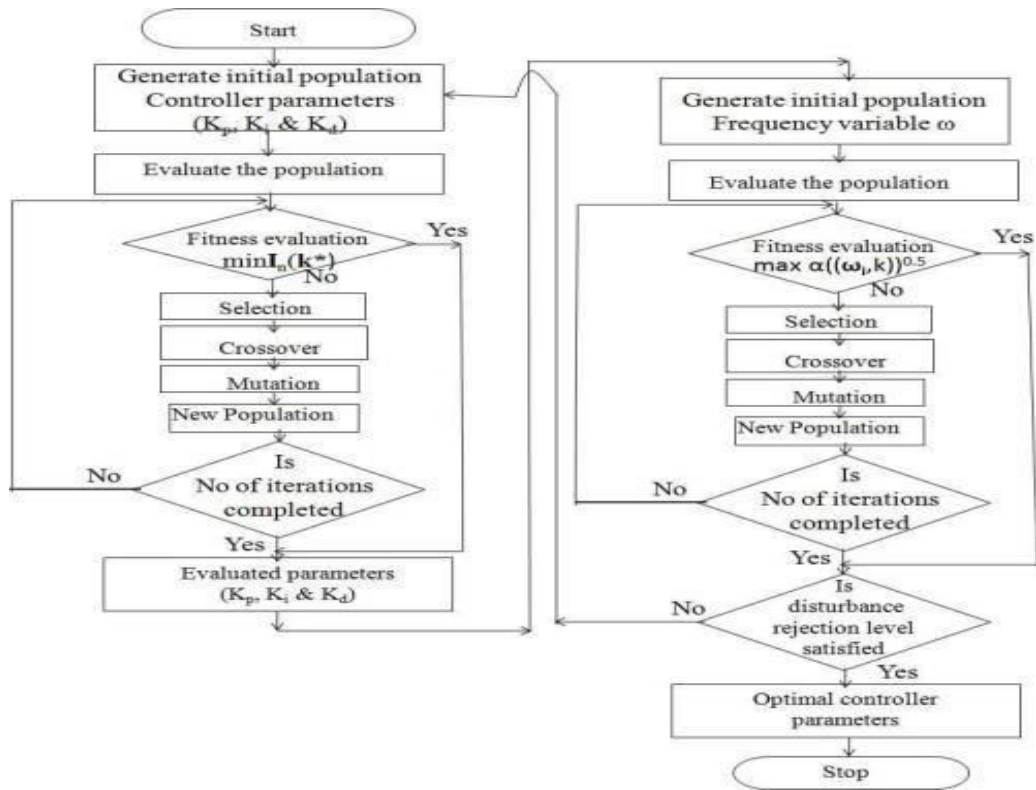 Start
Generate initial population
Controller parameters
(Kp, Ki & Kd)
Evaluate the population
Yes
Fitness evaluation
minIn(k*)
No
Selection
Crossover
Mutation
New Population
Is
No of iterations
completed
No
Yes
Evaluated parameters
(Kp, Ki & Kd)
Generate initial population
Frequency variable ω
Evaluate the population
Yes
Fitness evaluation
max α((ωi,k))0.5
No
Selection
Crossover
Mutation
New Population
Is
No of iterations
completed
No
Yes
Is
disturbance
rejection level
satisfied
No
Yes
Optimal controller
parameters
Stop